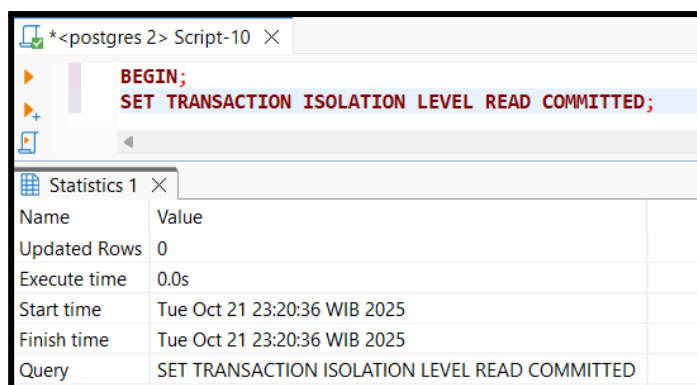 *<postgres 2> Script-10
BEGIN;
SET TRANSACTION ISOLATION LEVEL READ COMMITTED;
Statistics 1
Name Value
Updated Rows 0
Execute time 0.0s
Start time Tue Oct 21 23:20:36 WIB 2025
Finish time Tue Oct 21 23:20:36 WIB 2025
Query SET TRANSACTION ISOLATION LEVEL READ COMMITTED